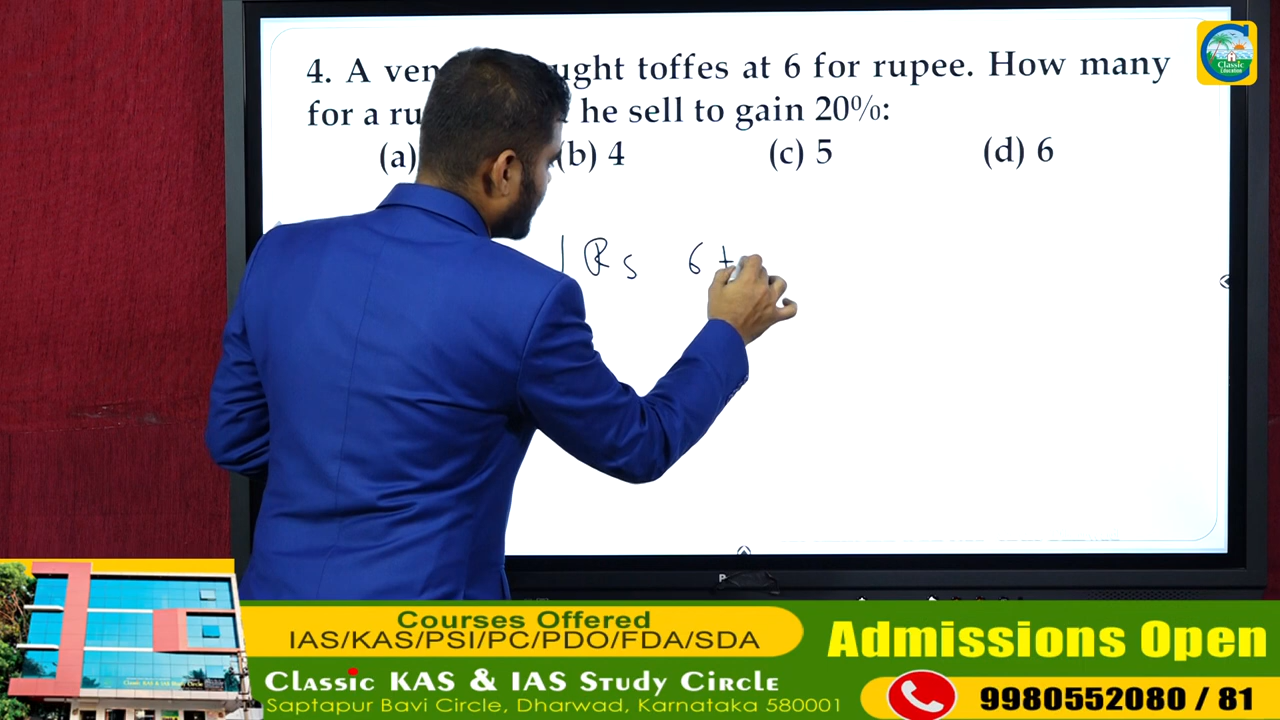 4. A ven ught toffes at 6 for rupee. How many
for a ru he sell to gain 20%:
(a) (b) 4 (c) 5 (d) 6
1 Rs 6 t
Classic
Education
Courses Offered
IAS/KAS/PSI/PC/PDO/FDA/SDA
Classic KAS & IAS Study Circle
Saptapur Bavi Circle, Dharwad, Karnataka 580001
Admissions Open
9980552080 / 81